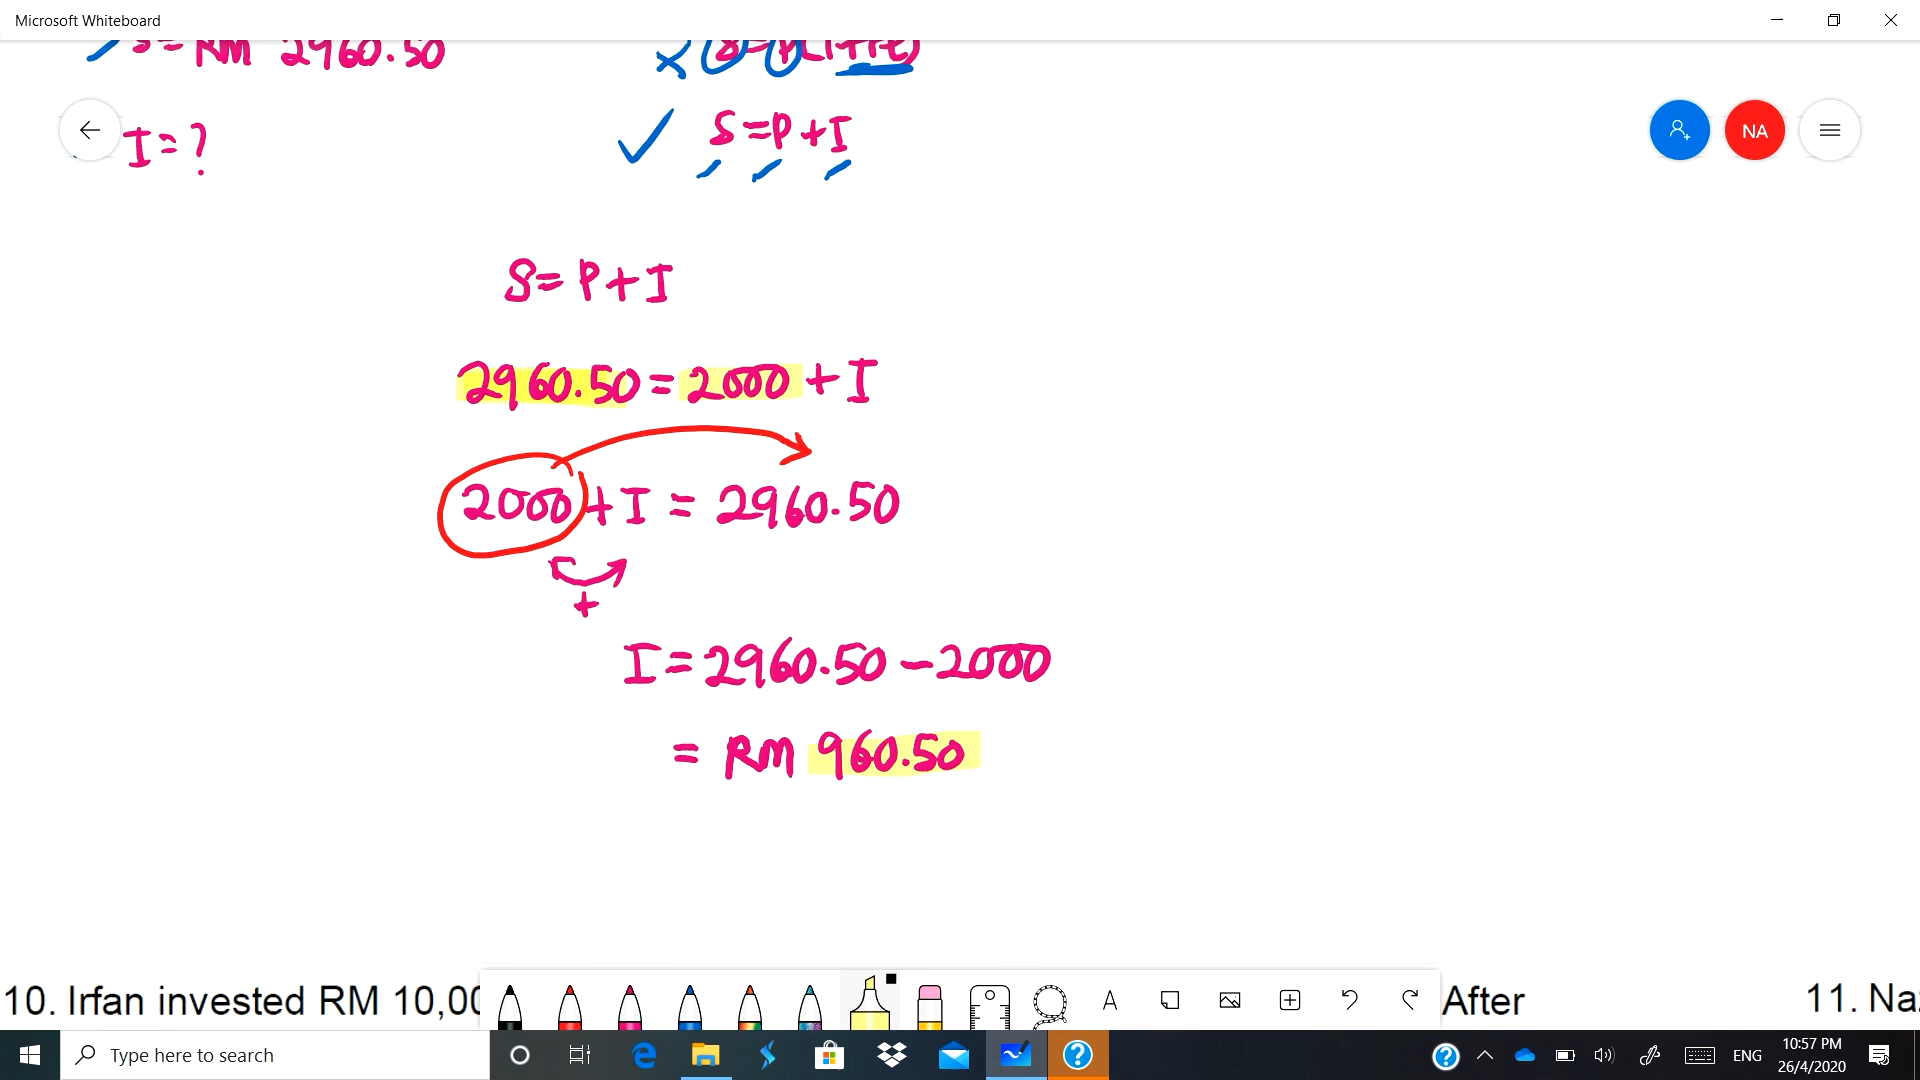 Microsoft Whiteboard
S = RM 2960.50
S=P(1+rt)
I = ?
S = P + I
NA
S = P + I
2960.50 = 2000 + I
2000 + I = 2960.50
+
I = 2960.50 - 2000
= RM 960.50
10. Irfan invested RM 10,00
After
11. Na
Type here to search
ENG
10:57 PM
26/4/2020